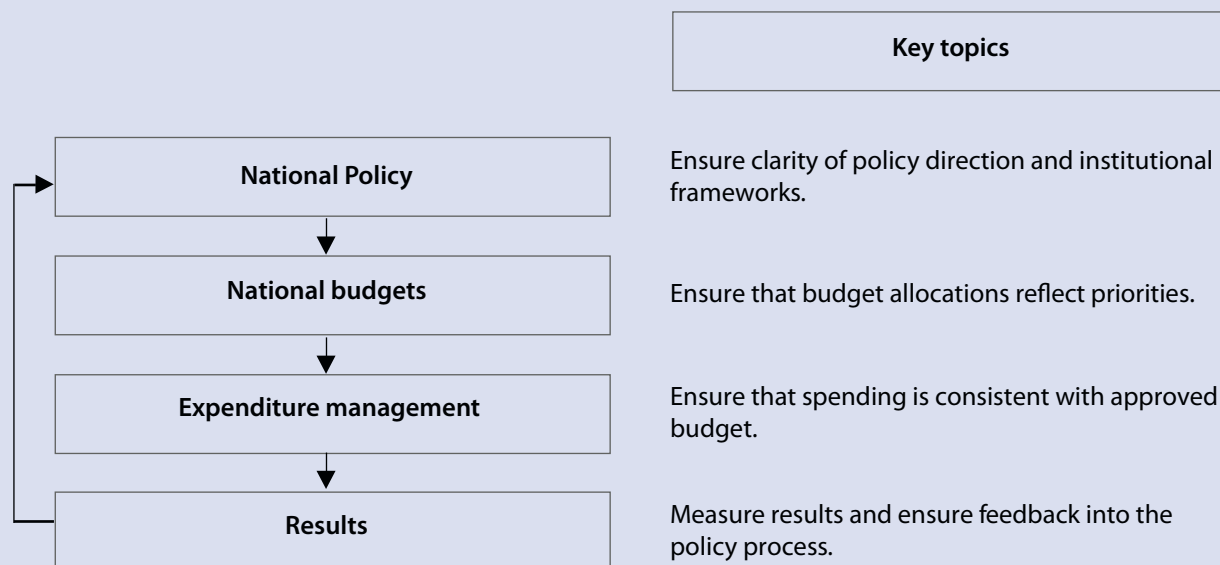 Key topics
National Policy
Ensure clarity of policy direction and institutional
frameworks.
National budgets
Ensure that budget allocations reflect priorities.
Expenditure management
Ensure that spending is consistent with approved
budget.
Results
Measure results and ensure feedback into the
policy process.